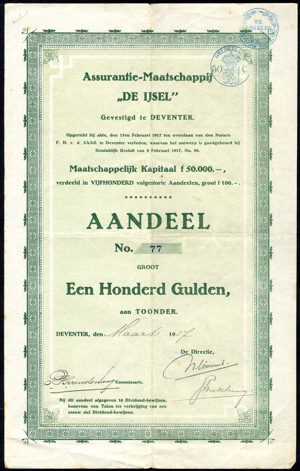 Assurantie-Maatschappij
„DE IJSEL"
Gevestigd te DEVENTER.
Opgericht bij akte, den 12en Februari 1917 ten overstaan van den Notaris
P. H. v. d. SAAG te Deventer verleden, waarvan het ontwerp is goedgekeurd bij
Koninklijk Besluit van 6 Februari 1917, No. 98.
Maatschappelijk Kapitaal f 50.000.—,
verdeeld in VIJFHONDERD volgestorte Aandeelen, groot f 100.—.
AANDEEL
No. 77
GROOT
Een Honderd Gulden,
aan TOONDER.
DEVENTER, den Maart 1917
De Directie,
Commissaris.
Bij dit aandeel uitgegeven 10 Dividend-bewijzen,
benevens een Talon ter verkrijging van een
nieuw stel Dividend-bewijzen.